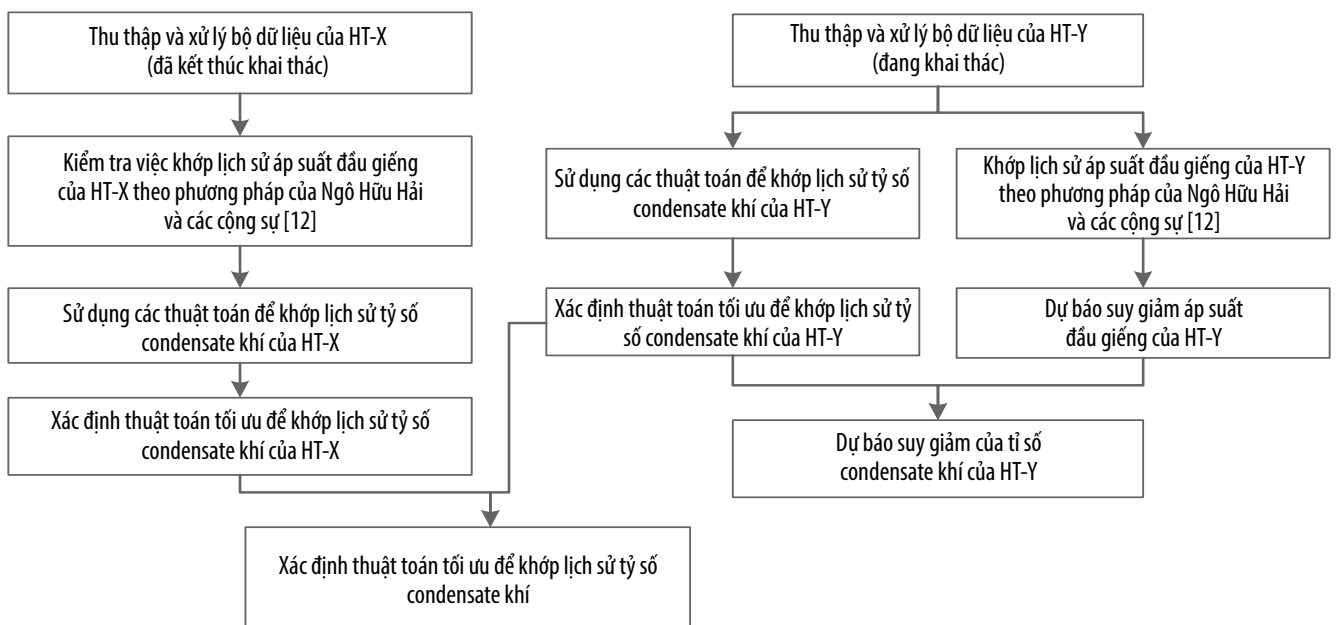 Thu thập và xử lý bộ dữ liệu của HT-X
(đã kết thúc khai thác)
Kiểm tra việc khớp lịch sử áp suất đầu giếng
của HT-X theo phương pháp của Ngô Hữu Hải
và các cộng sự [12]
Sử dụng các thuật toán để khớp lịch sử tỷ số
condensate khí của HT-X
Xác định thuật toán tối ưu để khớp lịch sử tỷ số
condensate khí của HT-X
Thu thập và xử lý bộ dữ liệu của HT-Y
(đang khai thác)
Sử dụng các thuật toán để khớp lịch sử tỷ số
condensate khí của HT-Y
Khớp lịch sử áp suất đầu giếng của HT-Y
theo phương pháp của Ngô Hữu Hải
và các cộng sự [12]
Xác định thuật toán tối ưu để khớp lịch sử tỷ
số condensate khí của HT-Y
Dự báo suy giảm áp suất
đầu giếng của HT-Y
Dự báo suy giảm của tỉ số
condensate khí của HT-Y
Xác định thuật toán tối ưu để khớp lịch sử tỷ số
condensate khí